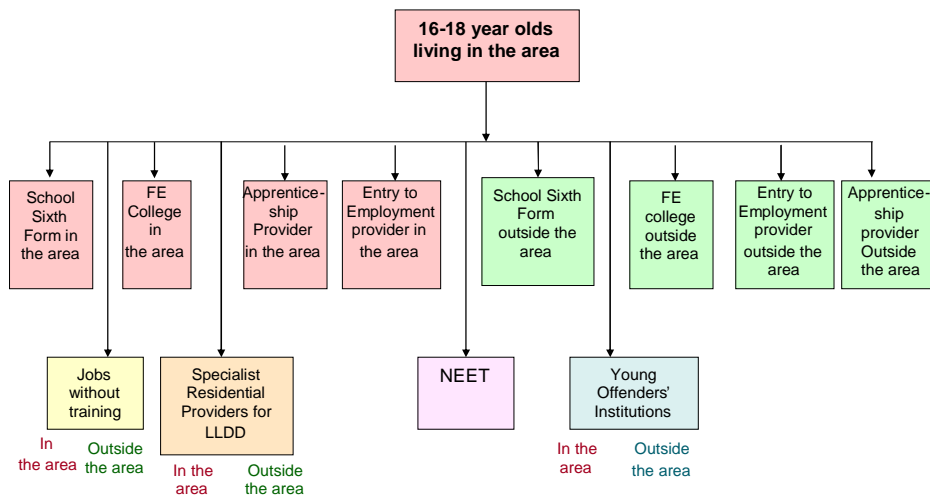 16-18 year olds
living in the area
School
Sixth
Form in
the area
FE
College
in
the area
Apprentice-
ship
Provider
in the area
Entry to
Employment
provider in
the area
School Sixth
Form
outside the
area
FE
college
outside
the area
Entry to
Employment
provider
outside the
area
Apprentice-
ship
provider
Outside
the area
Jobs
without
training
Specialist
Residential
Providers for
LLDD
NEET
Young
Offenders’
Institutions
In
the area
Outside
the area
In the
area
Outside
the area
In the
area
Outside
the area